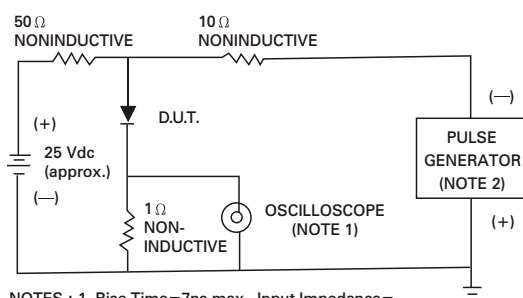 50 Ω
NONINDUCTIVE
10 Ω
NONINDUCTIVE
(+)
25 Vdc
(approx.)
(—)
D.U.T.
1 Ω
NON-
INDUCTIVE
OSCILLOSCOPE
(NOTE 1)
(—)
PULSE
GENERATOR
(NOTE 2)
(+)
NOTES : 1. Rise Time=7ns max., Input Impedance=